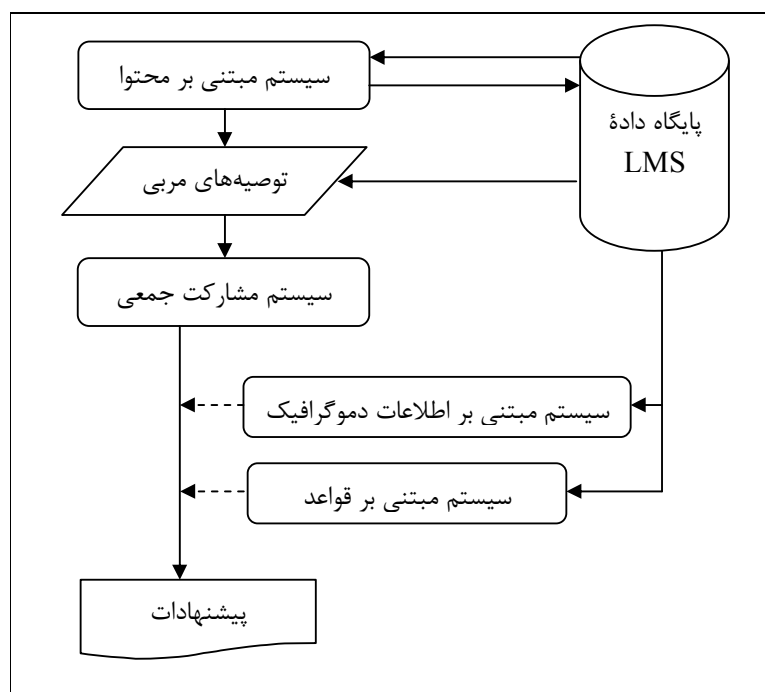 سیستم مبتنی بر محتوا
پایگاه دادهٔ
LMS
توصیه‌های مربی
سیستم مشارکت جمعی
سیستم مبتنی بر اطلاعات دموگرافیک
سیستم مبتنی بر قواعد
پیشنهادات